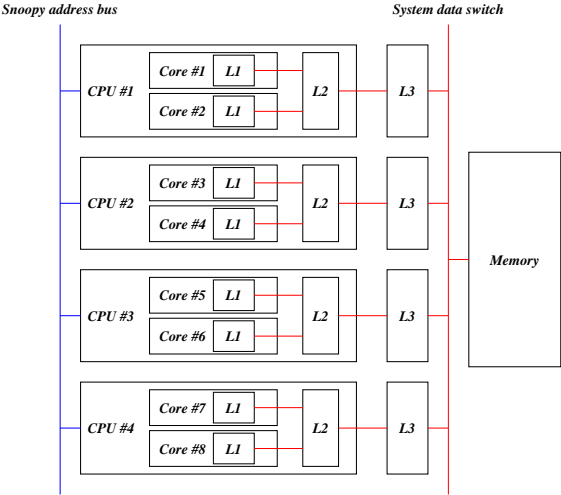 Snoopy address bus
System data switch
Core #1 L1
CPU #1 L2 L3
Core #2 L1
Core #3 L1
CPU #2 L2 L3
Core #4 L1
Memory
Core #5 L1
CPU #3 L2 L3
Core #6 L1
Core #7 L1
CPU #4 L2 L3
Core #8 L1